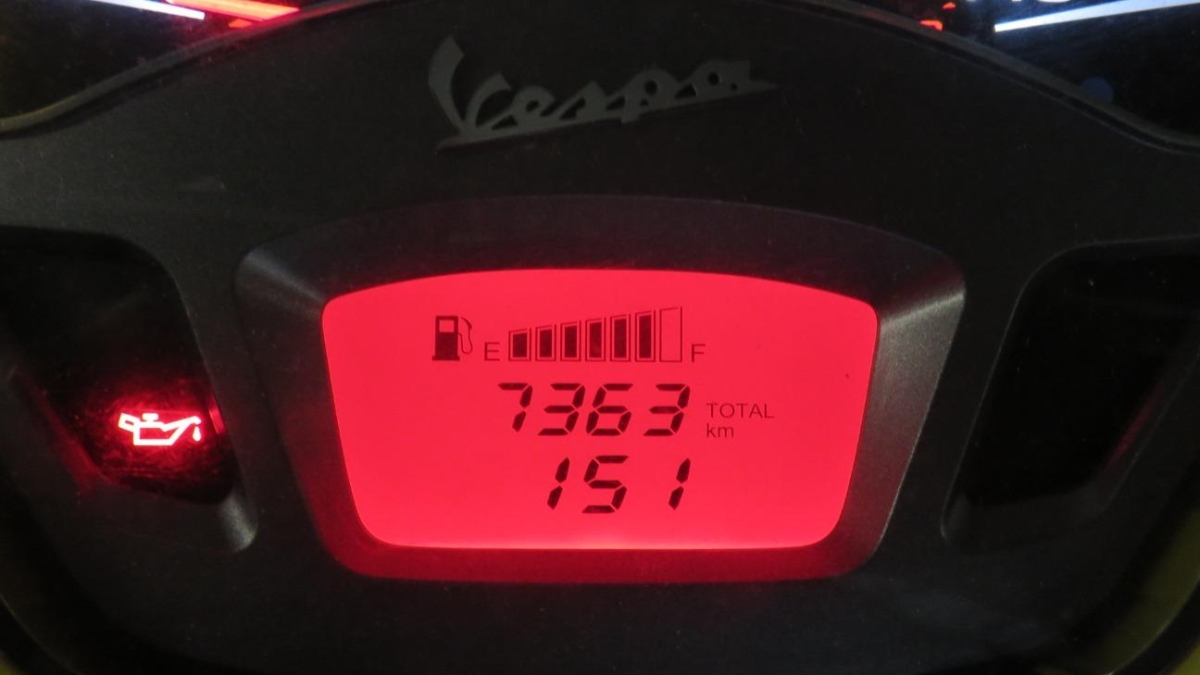 Vespa
E F
7363 TOTAL km
151